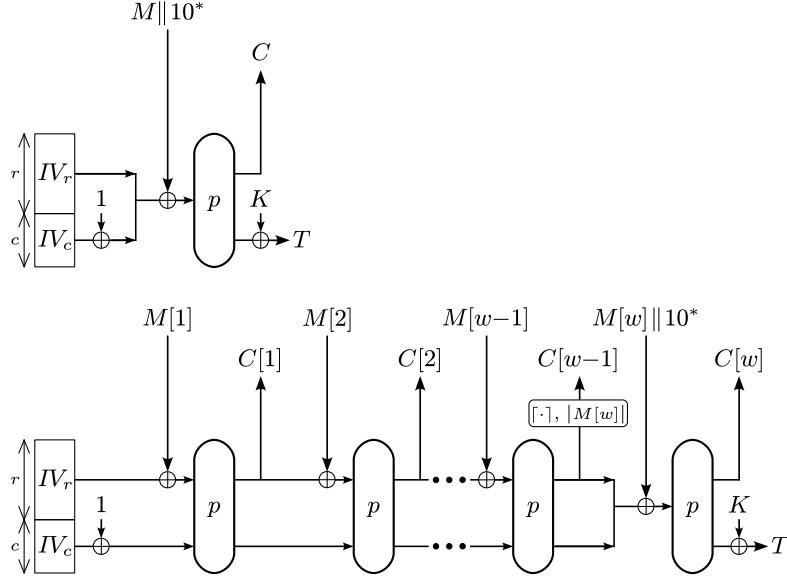 M∥10*
C
r
IV_r
1
p
K
c
IV_c
T
M[1]
M[2]
M[w−1]
M[w]∥10*
C[1]
C[2]
C[w−1]
C[w]
⌈·⌉, |M[w]|
r
IV_r
p
p
•••
p
p
1
K
c
IV_c
•••
T